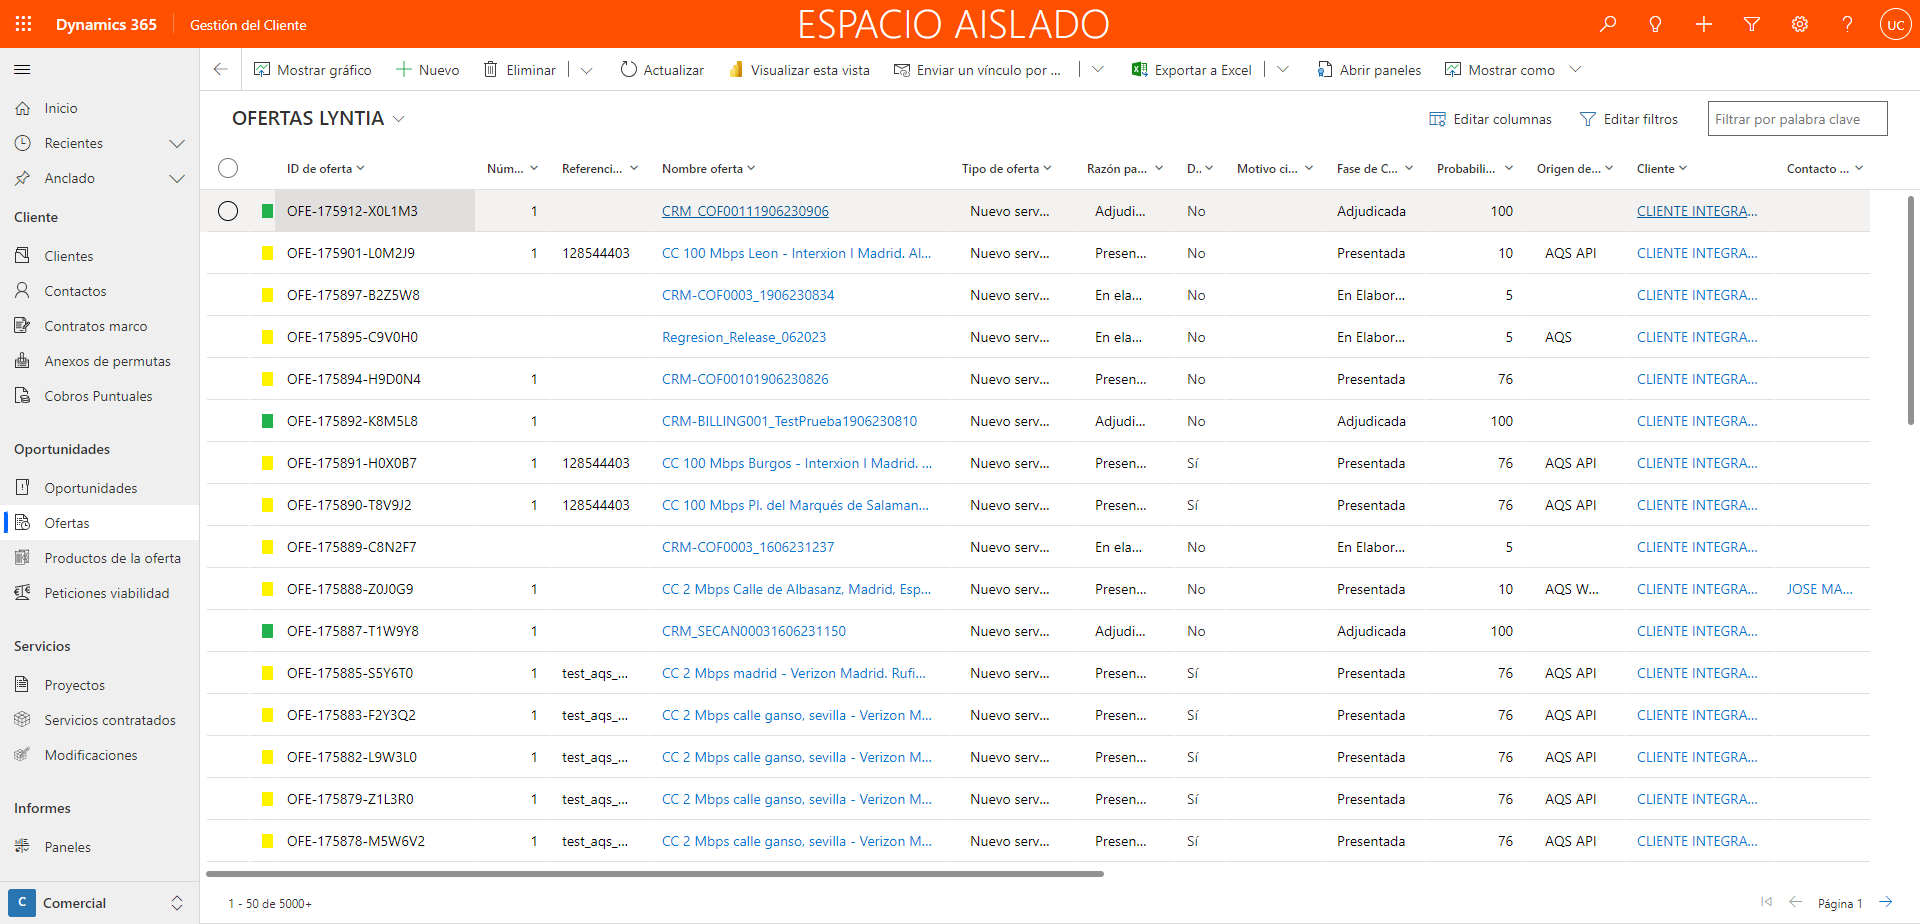 Dynamics 365
Gestión del Cliente
ESPACIO AISLADO
UC
Mostrar gráfico
Nuevo
Eliminar
Actualizar
Visualizar esta vista
Enviar un vínculo por ...
Exportar a Excel
Abrir paneles
Mostrar como
Inicio
Recientes
Anclado
Cliente
Clientes
Contactos
Contratos marco
Anexos de permutas
Cobros Puntuales
Oportunidades
Oportunidades
Ofertas
Productos de la oferta
Peticiones viabilidad
Servicios
Proyectos
Servicios contratados
Modificaciones
Informes
Paneles
C Comercial
OFERTAS LYNTIA
Editar columnas
Editar filtros
Filtrar por palabra clave
ID de oferta Núm... Referenci... Nombre oferta Tipo de oferta Razón pa... D.. Motivo ci... Fase de C... Probabili... Origen de... Cliente Contacto ...
OFE-175912-X0L1M3 1 CRM_COF00111906230906 Nuevo serv... Adjudi... No Adjudicada 100 CLIENTE INTEGRA...
OFE-175901-L0M2J9 1 128544403 CC 100 Mbps Leon - Interxion I Madrid. Al... Nuevo serv... Presen... No Presentada 10 AQS API CLIENTE INTEGRA...
OFE-175897-B2Z5W8 CRM-COF0003_1906230834 Nuevo serv... En ela... No En Elabor... 5 CLIENTE INTEGRA...
OFE-175895-C9V0H0 Regresion_Release_062023 Nuevo serv... En ela... No En Elabor... 5 AQS CLIENTE INTEGRA...
OFE-175894-H9D0N4 1 CRM-COF00101906230826 Nuevo serv... Presen... No Presentada 76 CLIENTE INTEGRA...
OFE-175892-K8M5L8 1 CRM-BILLING001_TestPrueba1906230810 Nuevo serv... Adjudi... No Adjudicada 100 CLIENTE INTEGRA...
OFE-175891-H0X0B7 1 128544403 CC 100 Mbps Burgos - Interxion I Madrid. ... Nuevo serv... Presen... Sí Presentada 76 AQS API CLIENTE INTEGRA...
OFE-175890-T8V9J2 1 128544403 CC 100 Mbps Pl. del Marqués de Salaman... Nuevo serv... Presen... Sí Presentada 76 AQS API CLIENTE INTEGRA...
OFE-175889-C8N2F7 CRM-COF0003_1606231237 Nuevo serv... En ela... No En Elabor... 5 CLIENTE INTEGRA...
OFE-175888-Z0J0G9 1 CC 2 Mbps Calle de Albasanz, Madrid, Esp... Nuevo serv... Presen... No Presentada 10 AQS W... CLIENTE INTEGRA... JOSE MA...
OFE-175887-T1W9Y8 1 CRM_SECAN00031606231150 Nuevo serv... Adjudi... No Adjudicada 100 CLIENTE INTEGRA...
OFE-175885-S5Y6T0 1 test_aqs_... CC 2 Mbps madrid - Verizon Madrid. Rufi... Nuevo serv... Presen... Sí Presentada 76 AQS API CLIENTE INTEGRA...
OFE-175883-F2Y3Q2 1 test_aqs_... CC 2 Mbps calle ganso, sevilla - Verizon M... Nuevo serv... Presen... Sí Presentada 76 AQS API CLIENTE INTEGRA...
OFE-175882-L9W3L0 1 test_aqs_... CC 2 Mbps calle ganso, sevilla - Verizon M... Nuevo serv... Presen... Sí Presentada 76 AQS API CLIENTE INTEGRA...
OFE-175879-Z1L3R0 1 test_aqs_... CC 2 Mbps calle ganso, sevilla - Verizon M... Nuevo serv... Presen... Sí Presentada 76 AQS API CLIENTE INTEGRA...
OFE-175878-M5W6V2 1 test_aqs_... CC 2 Mbps calle ganso, sevilla - Verizon M... Nuevo serv... Presen... Sí Presentada 76 AQS API CLIENTE INTEGRA...
1 - 50 de 5000+
Página 1